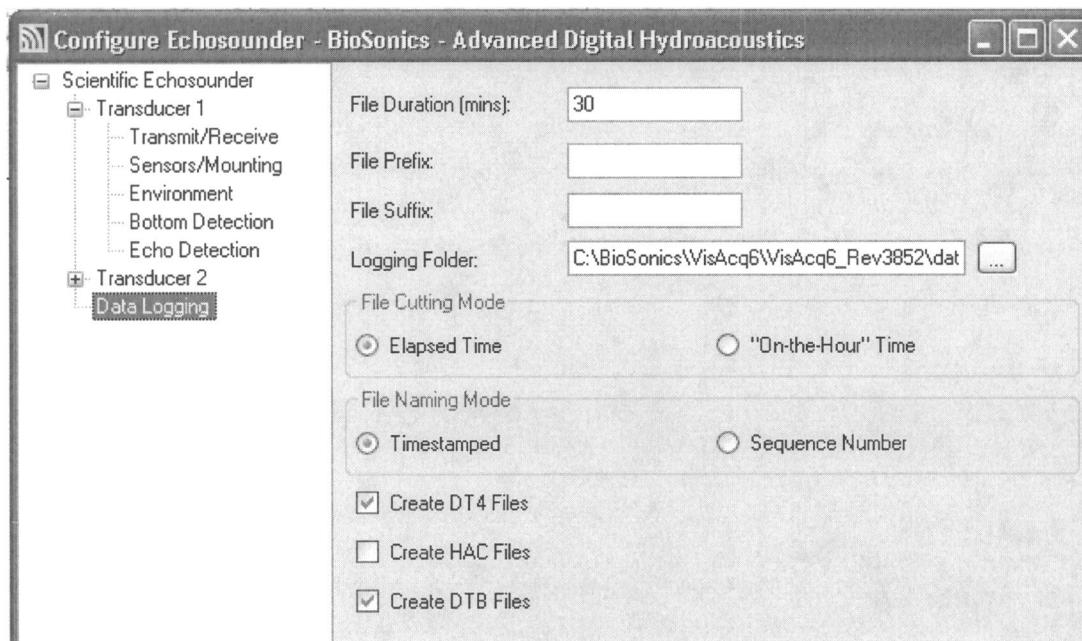 Configure Echosounder - BioSonics - Advanced Digital Hydroacoustics
Scientific Echosounder
Transducer 1
Transmit/Receive
Sensors/Mounting
Environment
Bottom Detection
Echo Detection
Transducer 2
Data Logging
File Duration (mins): 30
File Prefix:
File Suffix:
Logging Folder: C:\BioSonics\VisAcq6\VisAcq6_Rev3852\dat ...
File Cutting Mode
Elapsed Time "On-the-Hour" Time
File Naming Mode
Timestamped Sequence Number
Create DT4 Files
Create HAC Files
Create DTB Files